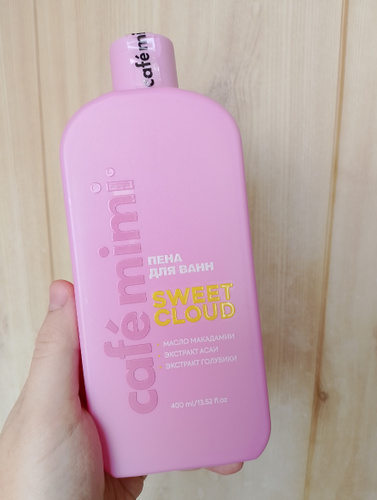 café mimi
café mimi
ПЕНА
ДЛЯ ВАНН
SWEET
CLOUD
МАСЛО МАКАДАМИИ
ЭКСТРАКТ АСАИ
ЭКСТРАКТ ГОЛУБИКИ
400 ml/13.52 fl.oz